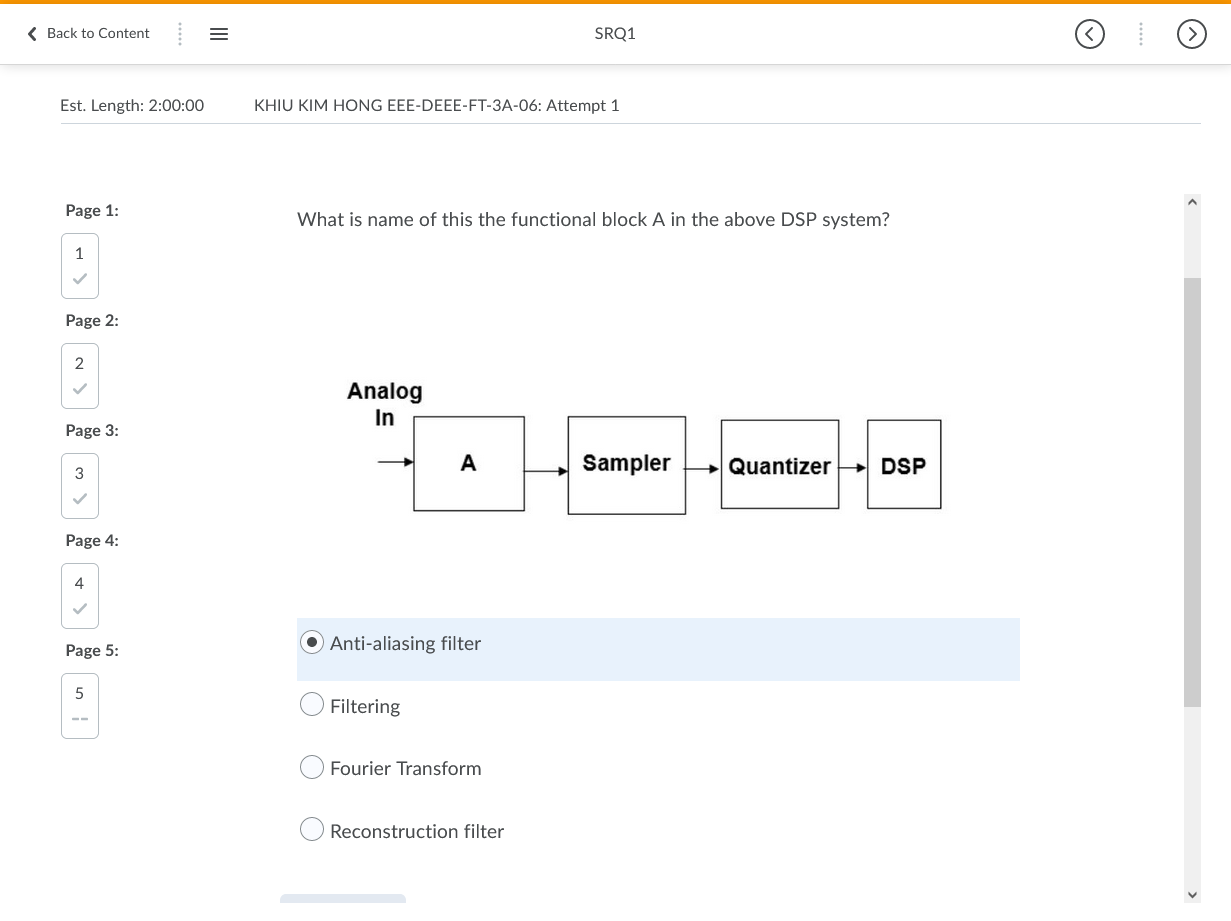 Back to Content
SRQ1
Est. Length: 2:00:00 KHIU KIM HONG EEE-DEEE-FT-3A-06: Attempt 1
Page 1:
1
Page 2:
2
Page 3:
3
Page 4:
4
Page 5:
5
--
What is name of this the functional block A in the above DSP system?
Analog
In
A
Sampler
Quantizer
DSP
Anti-aliasing filter
Filtering
Fourier Transform
Reconstruction filter